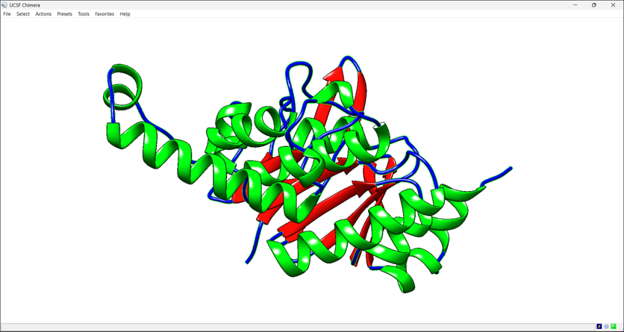 UCSF Chimera
File Select Actions Presets Tools Favorites Help